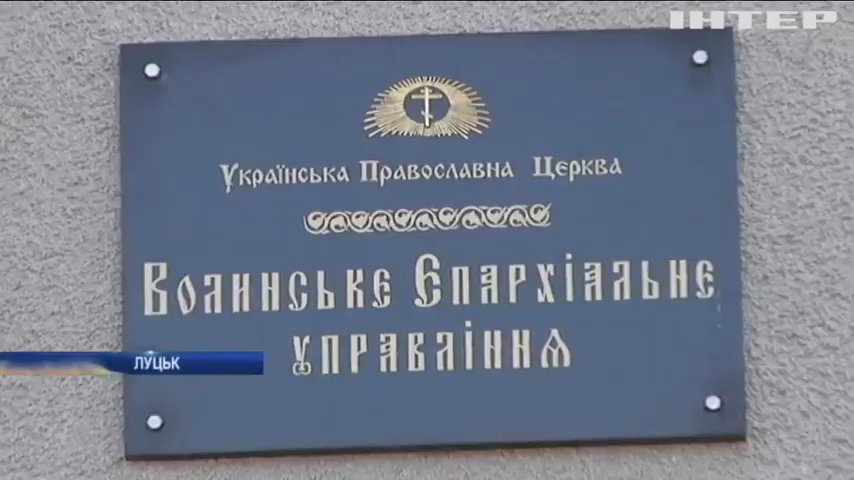 ІНТЕР
Українська Православна Церква
Волинське Єпархіальне
управління
ЛУЦЬК